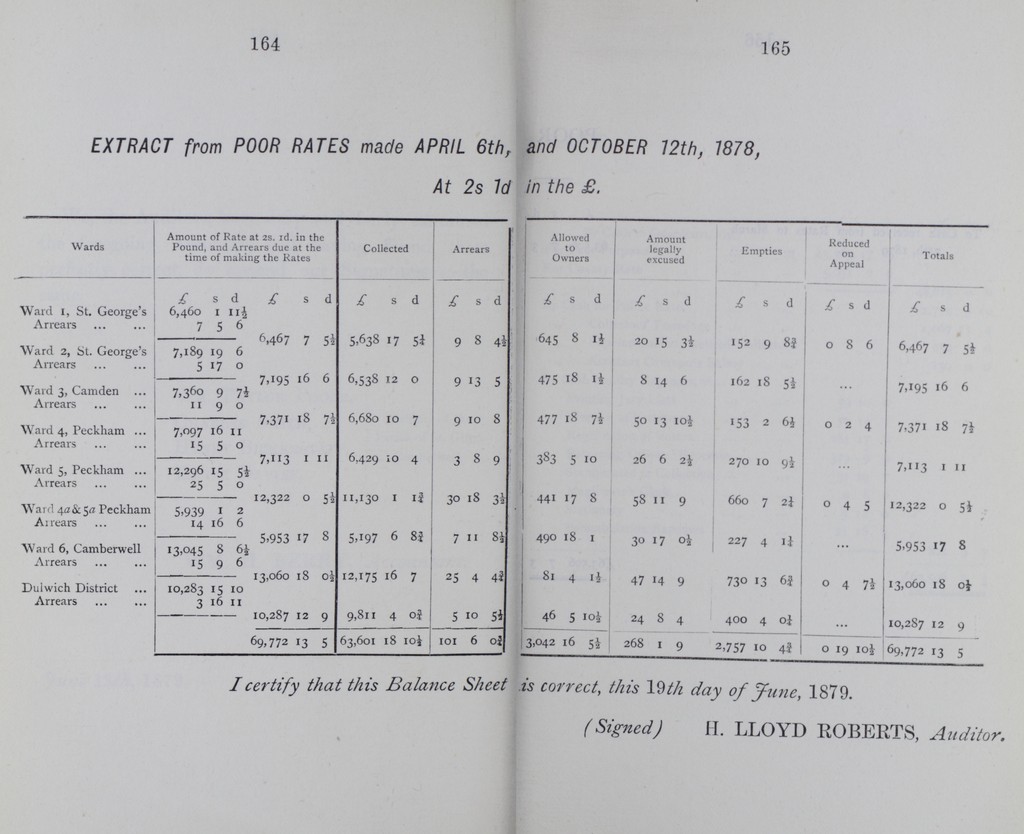 164
165
EXTRACT from POOR RATES made APRIL 6th, and OCTOBER 12th, 1878,
At 2s 1d in the £.
Wards | Amount of Rate at 2s. 1d. in the Pound, and Arrears due at the time of making the Rates | Collected | Arrears | Allowed to Owners | Amount legally excused | Empties | Reduced on Appeal | Totals
£ s d £ s d £ s d £ s d £ s d £ s d £ s d £ s d £ s d
Ward 1, St. George's 6,460 1 11½
Arrears ... ... 7 5 6
6,467 7 5½ 5,638 17 5¼ 9 8 4½ 645 8 1½ 20 15 3½ 152 9 8¾ 0 8 6 6,467 7 5½
Ward 2, St. George's 7,189 19 6
Arrears ... ... 5 17 0
7,195 16 6 6,538 12 0 9 13 5 475 18 1½ 8 14 6 162 18 5½ ... 7,195 16 6
Ward 3, Camden ... 7,360 9 7½
Arrears ... ... 11 9 0
7,371 18 7½ 6,680 10 7 9 10 8 477 18 7½ 50 13 10½ 153 2 6½ 0 2 4 7,371 18 7½
Ward 4, Peckham ... 7,097 16 11
Arrears ... ... 15 5 0
7,113 1 11 6,429 10 4 3 8 9 383 5 10 26 6 2½ 270 10 9½ ... 7,113 1 11
Ward 5, Peckham ... 12,296 15 5½
Arrears ... ... 25 5 0
12,322 0 5½ 11,130 1 1¾ 30 18 3½ 441 17 8 58 11 9 660 7 2¼ 0 4 5 12,322 0 5½
Ward 4a & 5a Peckham 5,939 1 2
Arrears ... ... 14 16 6
5,953 17 8 5,197 6 8¾ 7 11 8½ 490 18 1 30 17 0½ 227 4 1¼ ... 5,953 17 8
Ward 6, Camberwell 13,045 8 6½
Arrears ... ... 15 9 6
13,060 18 0½ 12,175 16 7 25 4 4¾ 81 4 1½ 47 14 9 730 13 6¾ 0 4 7½ 13,060 18 0½
Dulwich District ... 10,283 15 10
Arrears ... ... 3 16 11
10,287 12 9 9,811 4 0¾ 5 10 5½ 46 5 10½ 24 8 4 400 4 0¼ ... 10,287 12 9
69,772 13 5 63,601 18 10½ 101 6 0¾ 3,042 16 5½ 268 1 9 2,757 10 4¾ 0 19 10½ 69,772 13 5
I certify that this Balance Sheet is correct, this 19th day of June, 1879.
(Signed) H. LLOYD ROBERTS, Auditor.